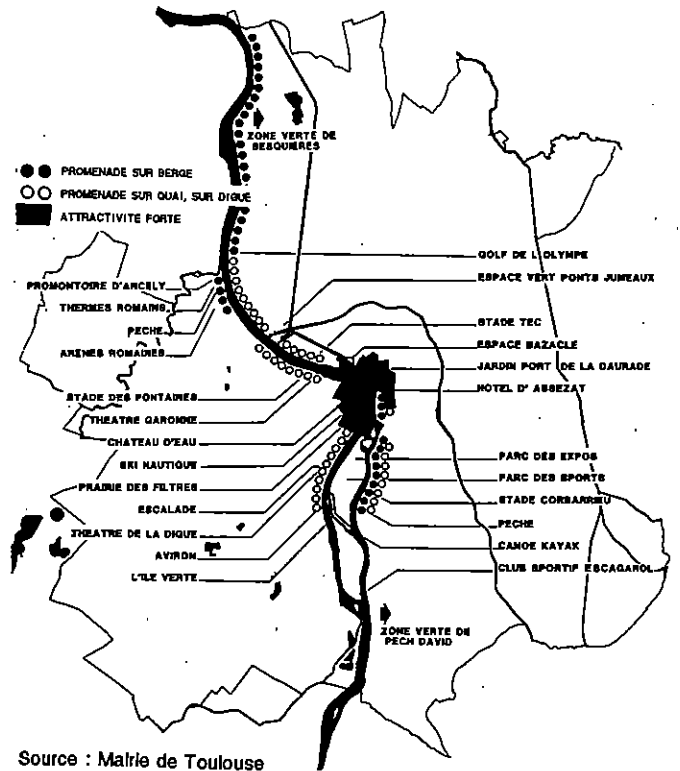 ZONE VERTE DE
SESQUIERES
PROMENADE SUR BERGE
PROMENADE SUR QUAI, SUR DIGUE
ATTRACTIVITE FORTE
GOLF DE L'OLYMPE
ESPACE VERT PONTS JUMEAUX
STADE TEC
ESPACE BAZACLE
JARDIN PORT DE LA DAURADE
HOTEL D'ASSEZAT
PROMONTOIRE D'ANCELY
THERMES ROMAINS
PECHE
ARENES ROMAINES
STADE DES FONTAINES
THEATRE GARONNE
CHATEAU D'EAU
SKI NAUTIQUE
PRAIRIE DES FILTRES
ESCALADE
THEATRE DE LA DIGUE
AVIRON
L'ILE VERTE
PARC DES EXPOS
PARC DES SPORTS
STADE CORBARRIEU
PECHE
CANOE KAYAK
CLUB SPORTIF ESCAGAROL
ZONE VERTE DE
PECH DAVID
Source : Mairie de Toulouse